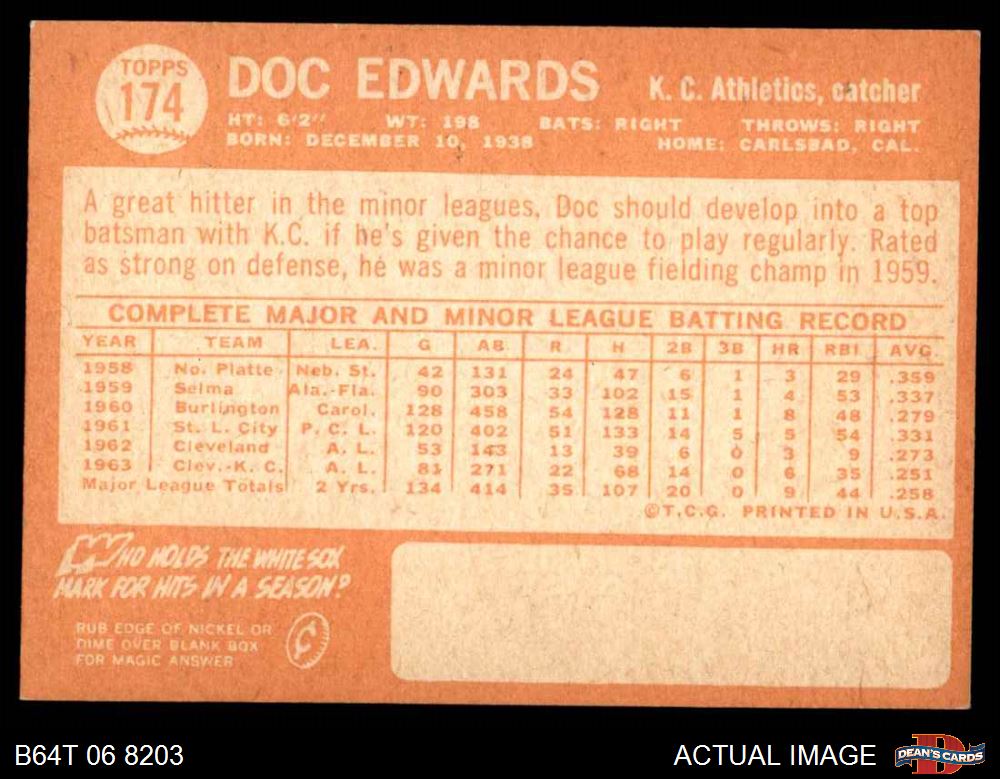 TOPPS
174
DOC EDWARDS
K. C. Athletics, catcher
HT: 6'2" WT: 198 BATS: RIGHT THROWS: RIGHT
BORN: DECEMBER 10, 1938 HOME: CARLSBAD, CAL.
A great hitter in the minor leagues, Doc should develop into a top
batsman with K.C. if he's given the chance to play regularly. Rated
as strong on defense, he was a minor league fielding champ in 1959.
COMPLETE MAJOR AND MINOR LEAGUE BATTING RECORD
YEAR TEAM LEA. G AB R H 2B 3B HR RBI AVG.
1958 No. Platte Neb. St. 42 131 24 47 6 1 3 29 .359
1959 Selma Ala.-Fla. 90 303 33 102 15 1 4 53 .337
1960 Burlington Carol. 128 458 54 128 11 1 8 48 .279
1961 St. L. City P. C. L. 120 402 51 133 14 5 5 54 .331
1962 Cleveland A. L. 53 143 13 39 6 0 3 9 .273
1963 Clev.-K. C. A. L. 81 271 22 68 14 0 6 35 .251
Major League Totals 2 Yrs. 134 414 35 107 20 0 9 44 .258
©T.C.G. PRINTED IN U.S.A.
WHO HOLDS THE WHITE SOX
MARK FOR HITS IN A SEASON?
RUB EDGE OF NICKEL OR
DIME OVER BLANK BOX
FOR MAGIC ANSWER
B64T 06 8203
ACTUAL IMAGE
D
DEAN'S CARDS